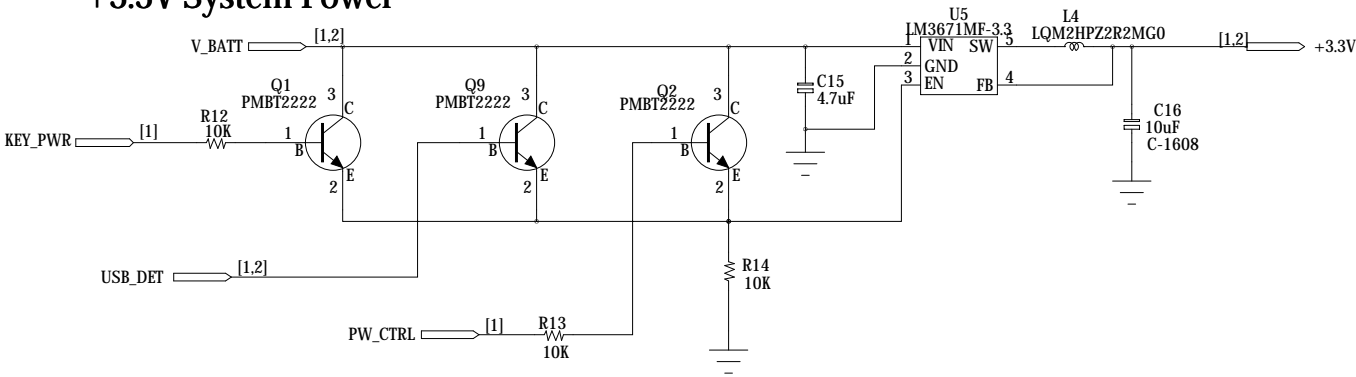 +3.3V System Power
U5
LM3671MF-3.3
L4
LQM2HPZ2R2MG0
V_BATT
[1,2]
1
VIN
SW
5
2
GND
3
EN
FB
4
[1,2]
+3.3V
Q1
PMBT2222
3
C
Q9
PMBT2222
3
C
Q2
PMBT2222
3
C
C15
4.7uF
C16
10uF
C-1608
KEY_PWR
[1]
R12
10K
1
B
E
2
1
B
E
2
1
B
E
2
USB_DET
[1,2]
R14
10K
PW_CTRL
[1]
R13
10K